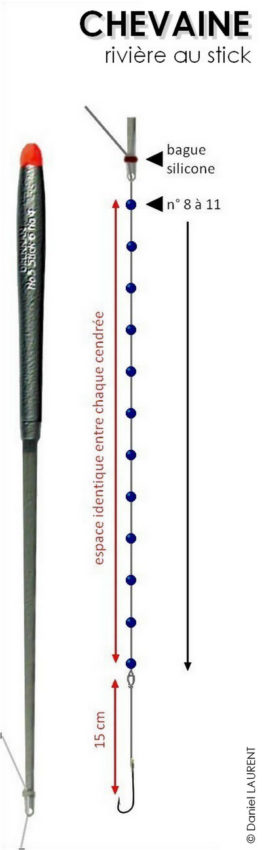 CHEVAINE
rivière au stick
bague
silicone
n° 8 à 11
espace identique entre chaque cendrée
15 cm
© Daniel LAURENT